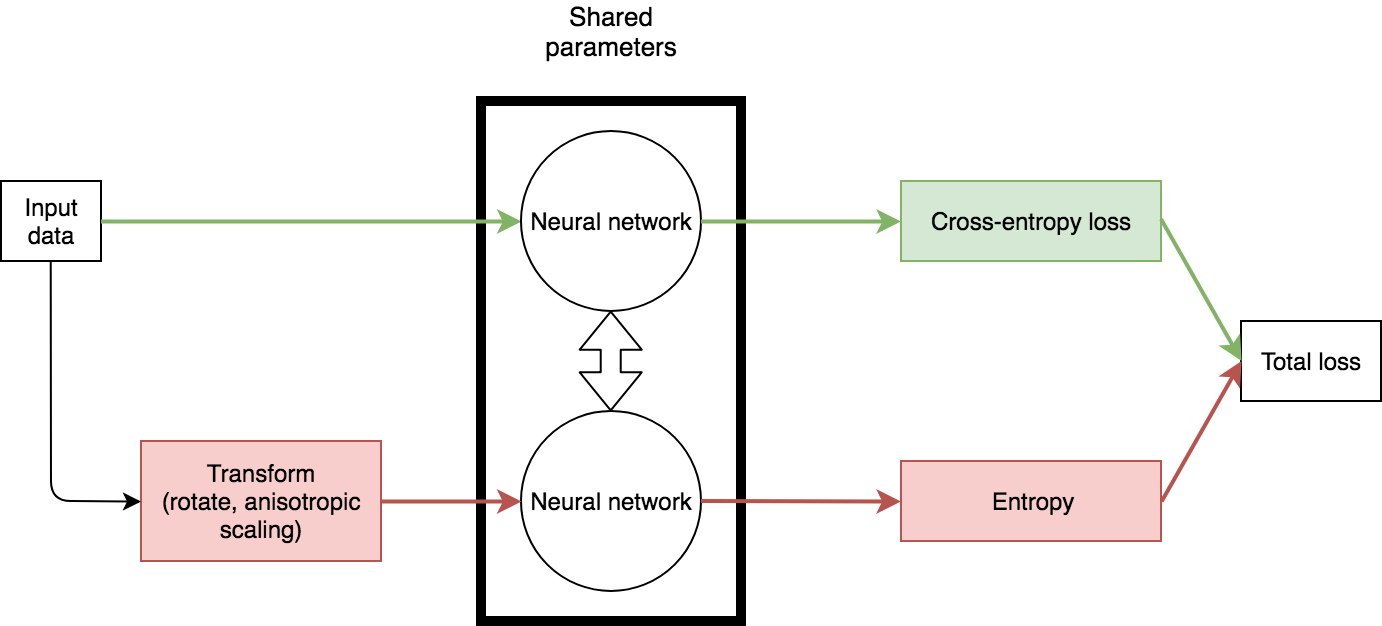 Shared
parameters
Input
data
Neural network
Cross-entropy loss
Total loss
Transform
(rotate, anisotropic
scaling)
Neural network
Entropy